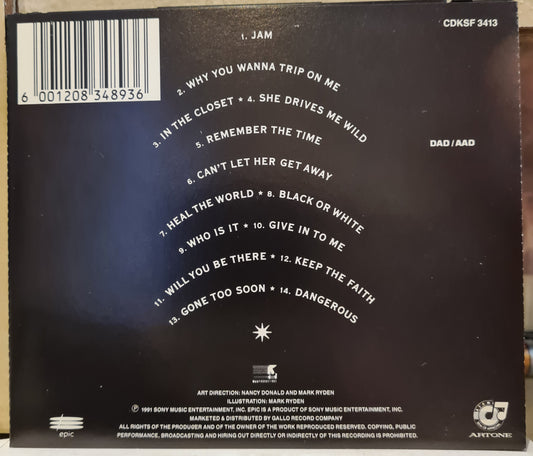 CDKSF 3413
1. JAM
2. WHY YOU WANNA TRIP ON ME
3. IN THE CLOSET * 4. SHE DRIVES ME WILD
5. REMEMBER THE TIME
6. CAN'T LET HER GET AWAY
7. HEAL THE WORLD * 8. BLACK OR WHITE
9. WHO IS IT * 10. GIVE IN TO ME
11. WILL YOU BE THERE * 12. KEEP THE FAITH
13. GONE TOO SOON * 14. DANGEROUS
6 001208 348936
DAD / AAD
ART DIRECTION: NANCY DONALD AND MARK RYDEN
ILLUSTRATION: MARK RYDEN
℗ 1991 SONY MUSIC ENTERTAINMENT, INC. EPIC IS A PRODUCT OF SONY MUSIC ENTERTAINMENT, INC.
MARKETED & DISTRIBUTED BY GALLO RECORD COMPANY
ALL RIGHTS OF THE PRODUCER AND OF THE OWNER OF THE WORK RESERVED. COPYING, PUBLIC
PERFORMANCE, BROADCASTING AND HIRING OUT DIRECTLY OR INDIRECTLY OF THIS RECORDING IS PROHIBITED.
epic
ARTONE